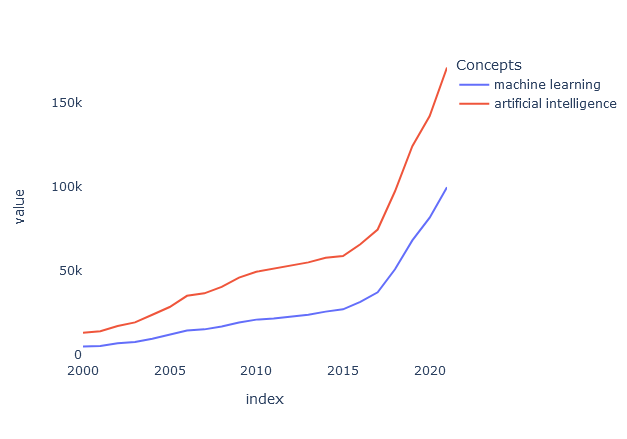 Concepts
machine learning
artificial intelligence
150k
100k
50k
0
value
2000 2005 2010 2015 2020
index